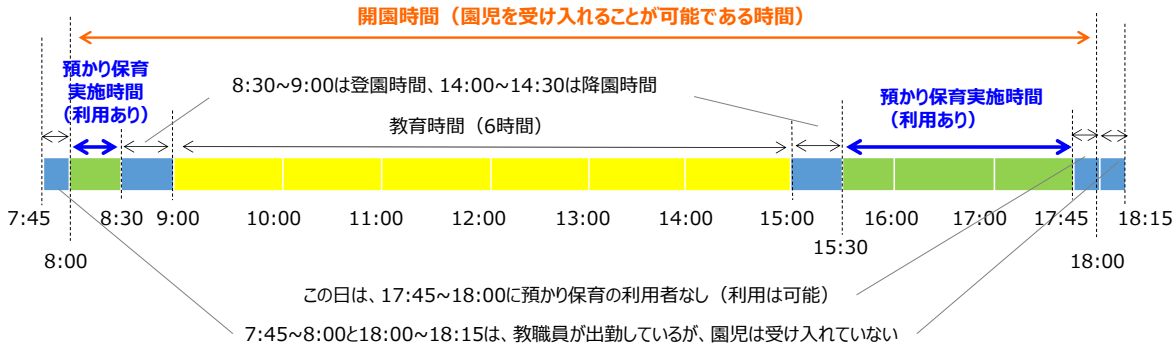 開園時間（園児を受け入れることが可能である時間）
預かり保育
実施時間
（利用あり）
8:30~9:00は登園時間、14:00~14:30は降園時間
預かり保育実施時間
（利用あり）
教育時間（6時間）
7:45 8:30 9:00 10:00 11:00 12:00 13:00 14:00 15:00 16:00 17:00 17:45 18:15
8:00 15:30 18:00
この日は、17:45~18:00に預かり保育の利用者なし（利用は可能）
7:45~8:00と18:00~18:15は、教職員が出勤しているが、園児は受け入れていない